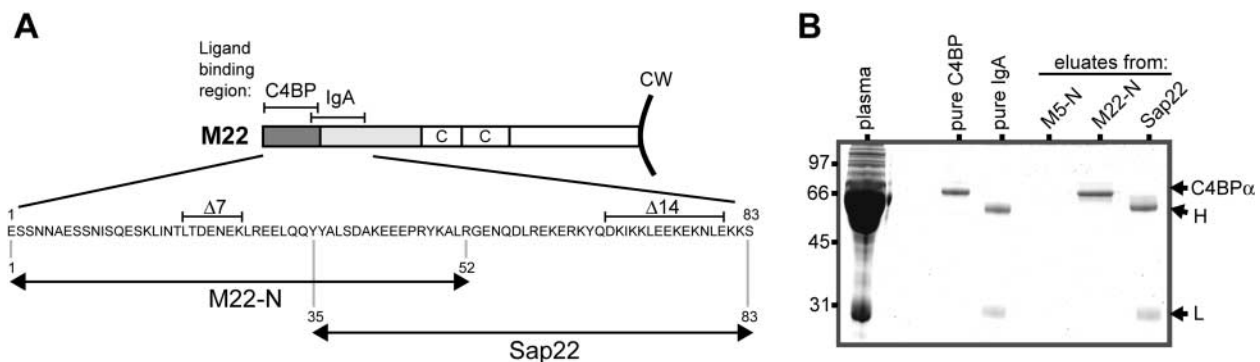 A
Ligand
binding
region:
C4BP
IgA
CW
M22
C C
1 83
Δ7 Δ14
ESSNNAESSNISQESKLINTLTDENEKLREELQQYYALSDAKEEEPRYKALRGENQDLREKERKYQDKIKKLEEKEKNLEKKS
1 52
M22-N
35 83
Sap22
B
plasma
pure C4BP
pure IgA
eluates from:
M5-N
M22-N
Sap22
97
66
45
31
C4BPα
H
L